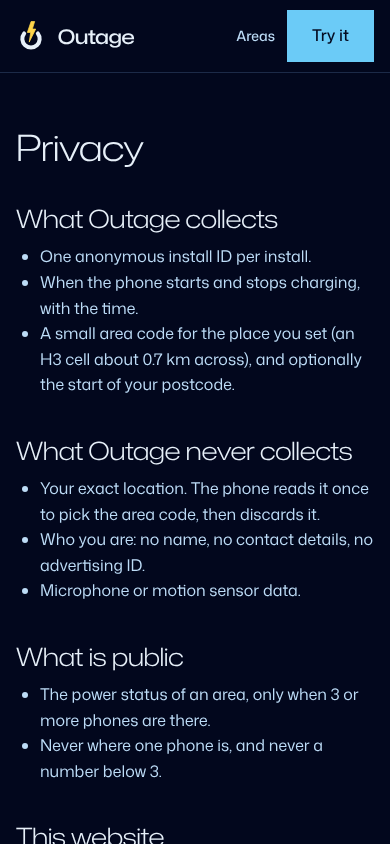 Outage
Areas
Try it
Privacy
What Outage collects
One anonymous install ID per install.
When the phone starts and stops charging,
with the time.
A small area code for the place you set (an
H3 cell about 0.7 km across), and optionally
the start of your postcode.
What Outage never collects
Your exact location. The phone reads it once
to pick the area code, then discards it.
Who you are: no name, no contact details, no
advertising ID.
Microphone or motion sensor data.
What is public
The power status of an area, only when 3 or
more phones are there.
Never where one phone is, and never a
number below 3.
This website